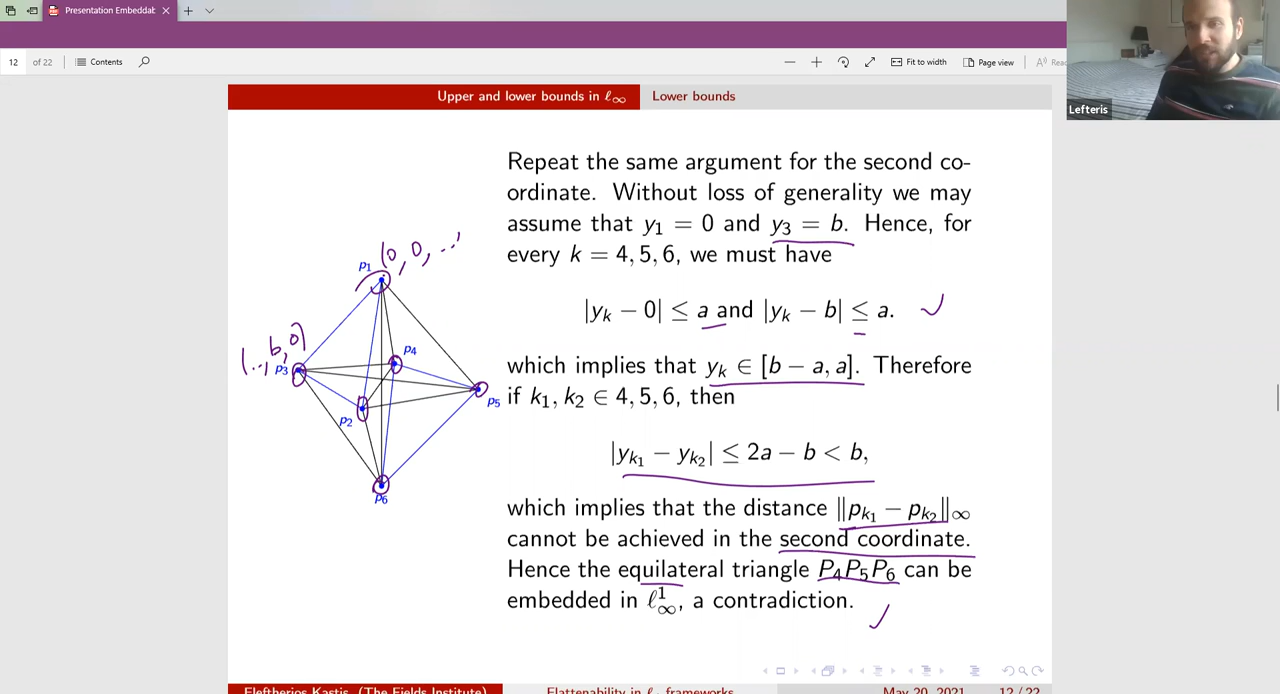 Presentation Embeddab
12 of 22 Contents Fit to width Page view
Lefteris
Upper and lower bounds in ℓ∞ Lower bounds
Repeat the same argument for the second co-
ordinate. Without loss of generality we may
assume that y₁ = 0 and y₃ = b. Hence, for
every k = 4, 5, 6, we must have
|yₖ − 0| ≤ a and |yₖ − b| ≤ a.
which implies that yₖ ∈ [b − a, a]. Therefore
if k₁, k₂ ∈ 4, 5, 6, then
|yₖ₁ − yₖ₂| ≤ 2a − b < b,
which implies that the distance ‖pₖ₁ − pₖ₂‖∞
cannot be achieved in the second coordinate.
Hence the equilateral triangle P₄P₅P₆ can be
embedded in ℓ¹∞, a contradiction.
(0, 0, ..)
p₁
(.., b, 0)
p₃
p₄
p₂
p₅
p₆
Eleftherios Kastis (The Fields Institute) Flattenability in ℓ frameworks May 20, 2021 12 / 22